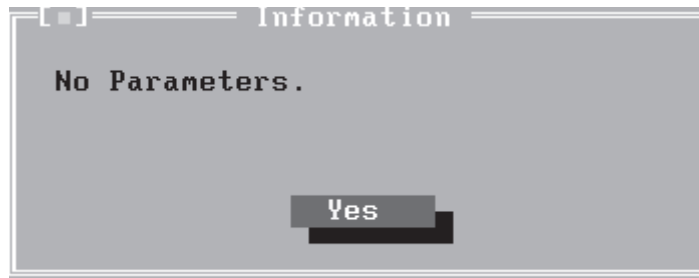 Information
No Parameters.
Yes